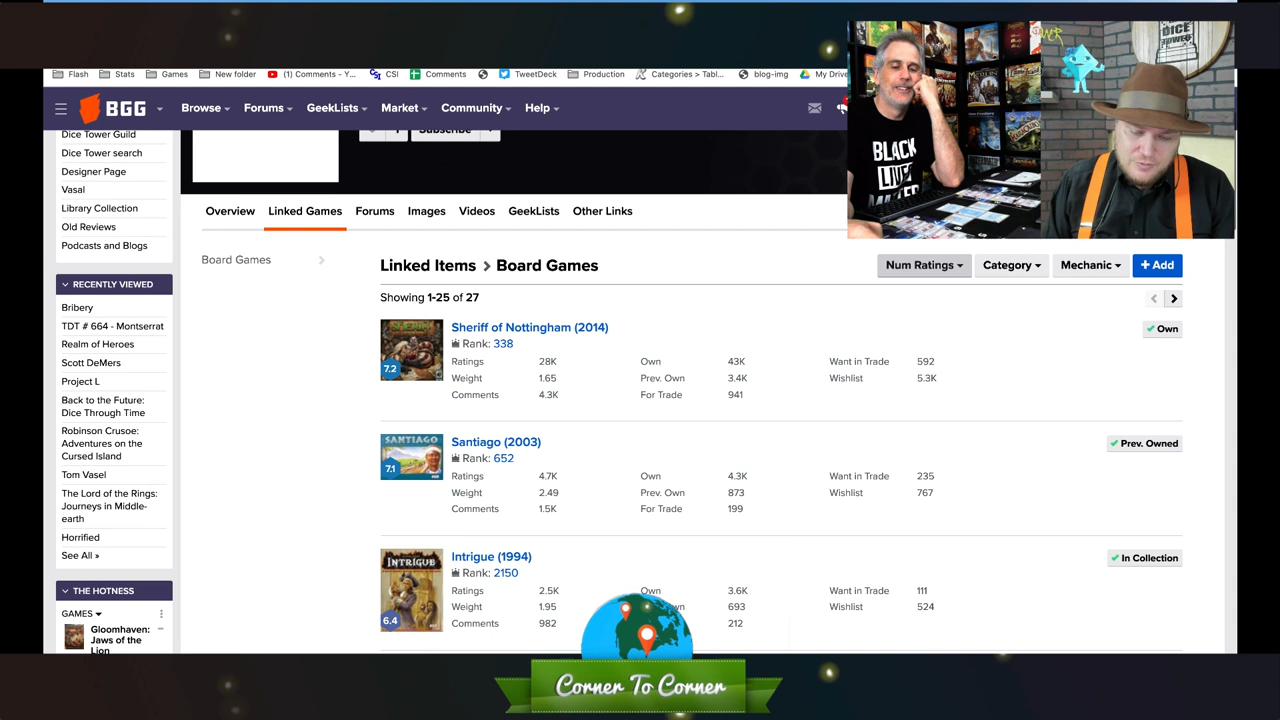 Flash Stats Games New folder (1) Comments - Y... CSI Comments TweetDeck Production Categories > Tabl... blog-img My Drive
BGG Browse Forums GeekLists Market Community Help
Dice Tower Guild
Dice Tower search
Designer Page
Vasal
Library Collection
Old Reviews
Podcasts and Blogs
1 Subscribe
BLACK
LIVES
MATTER
DICE
TOWER
MERLIN
Overview Linked Games Forums Images Videos GeekLists Other Links
Board Games
Linked Items > Board Games
Num Ratings Category Mechanic + Add
Showing 1-25 of 27
RECENTLY VIEWED
Bribery
TDT # 664 - Montserrat
Realm of Heroes
Scott DeMers
Project L
Back to the Future:
Dice Through Time
Robinson Crusoe:
Adventures on the
Cursed Island
Tom Vasel
The Lord of the Rings:
Journeys in Middle-
earth
Horrified
See All »
THE HOTNESS
GAMES
Gloomhaven:
Jaws of the
Lion
Sheriff of Nottingham (2014) Own
Rank: 338
Ratings 28K Own 43K Want in Trade 592
Weight 1.65 Prev. Own 3.4K Wishlist 5.3K
Comments 4.3K For Trade 941
7.2
SANTIAGO
Santiago (2003) Prev. Owned
Rank: 652
Ratings 4.7K Own 4.3K Want in Trade 235
Weight 2.49 Prev. Own 873 Wishlist 767
Comments 1.5K For Trade 199
7.1
INTRIGUE
Intrigue (1994) In Collection
Rank: 2150
Ratings 2.5K Own 3.6K Want in Trade 111
Weight 1.95 Own 693 Wishlist 524
Comments 982 212
6.4
Corner To Corner